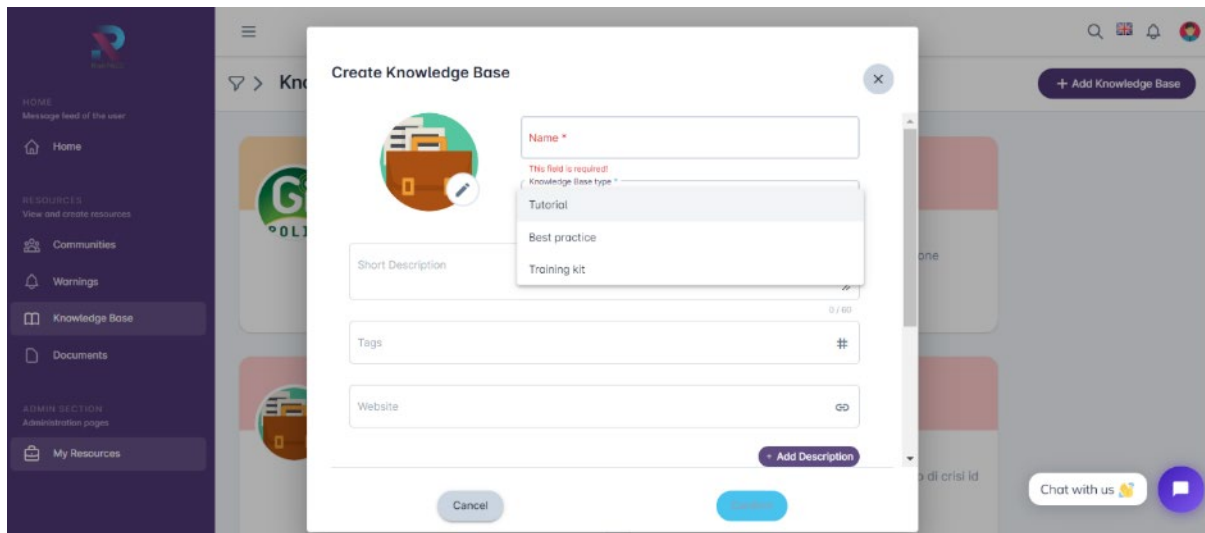 HOME
Message feed of the user
Home
RESOURCES
View and create resources
Communities
Warnings
Knowledge Base
Documents
ADMIN SECTION
Administration pages
My Resources
Kno
+ Add Knowledge Base
Create Knowledge Base
Name *
THis field is required!
Knowledge Base type *
Tutorial
Best practice
Training kit
Short Description
0 / 60
Tags
#
Website
+ Add Description
Cancel
G
POLI
one
o di crisi id
Chat with us 👋